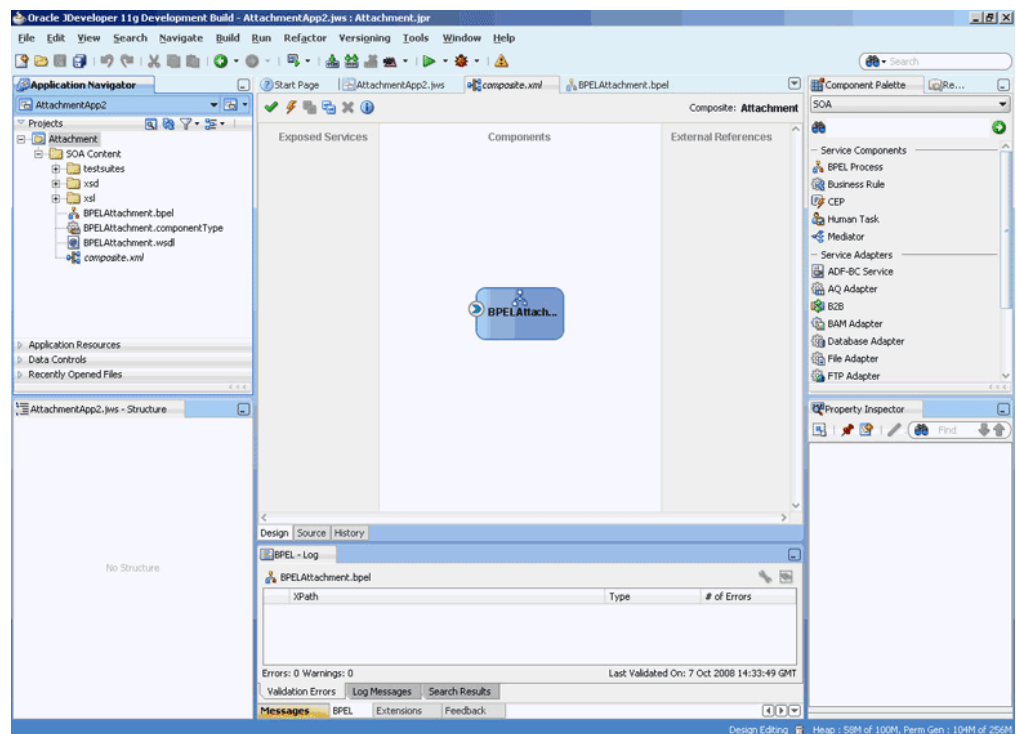 Oracle JDeveloper 11g Development Build - AttachmentApp2.jws : Attachment.jpr
File Edit View Search Navigate Build Run Refactor Versioning Tools Window Help
Search
Application Navigator
AttachmentApp2
Projects
Attachment
SOA Content
testsuites
xsd
xsl
BPELAttachment.bpel
BPELAttachment.componentType
BPELAttachment.wsdl
composite.xml
Application Resources
Data Controls
Recently Opened Files
AttachmentApp2.jws - Structure
No Structure
Start Page AttachmentApp2.jws composite.xml BPELAttachment.bpel
Composite: Attachment
Exposed Services Components External References
BPELAttach...
Design Source History
BPEL - Log
BPELAttachment.bpel
XPath Type # of Errors
Errors: 0 Warnings: 0 Last Validated On: 7 Oct 2008 14:33:49 GMT
Validation Errors Log Messages Search Results
Messages BPEL Extensions Feedback
Component Palette Re...
SOA
Service Components
BPEL Process
Business Rule
CEP
Human Task
Mediator
Service Adapters
ADF-BC Service
AQ Adapter
B2B
BAM Adapter
Database Adapter
File Adapter
FTP Adapter
Property Inspector
Find
Design Editing Heap : 58M of 100M, Perm Gen : 104M of 256M